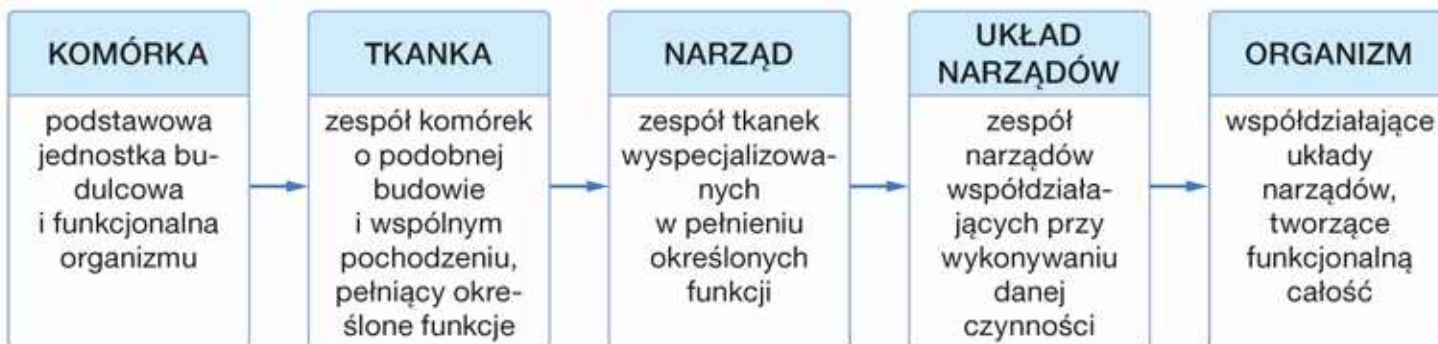 KOMÓRKA
podstawowa
jednostka bu-
dulcowa
i funkcjonalna
organizmu
TKANKA
zespół komórek
o podobnej
budowie
i wspólnym
pochodzeniu,
pełniący okre-
ślone funkcje
NARZĄD
zespół tkanek
wyspecjalizowa-
nych
w pełnieniu
określonych
funkcji
UKŁAD
NARZĄDÓW
zespół
narządów
współdziała-
jących przy
wykonywaniu
danej
czynności
ORGANIZM
współdziałające
układy
narządów,
tworzące
funkcjonalną
całość